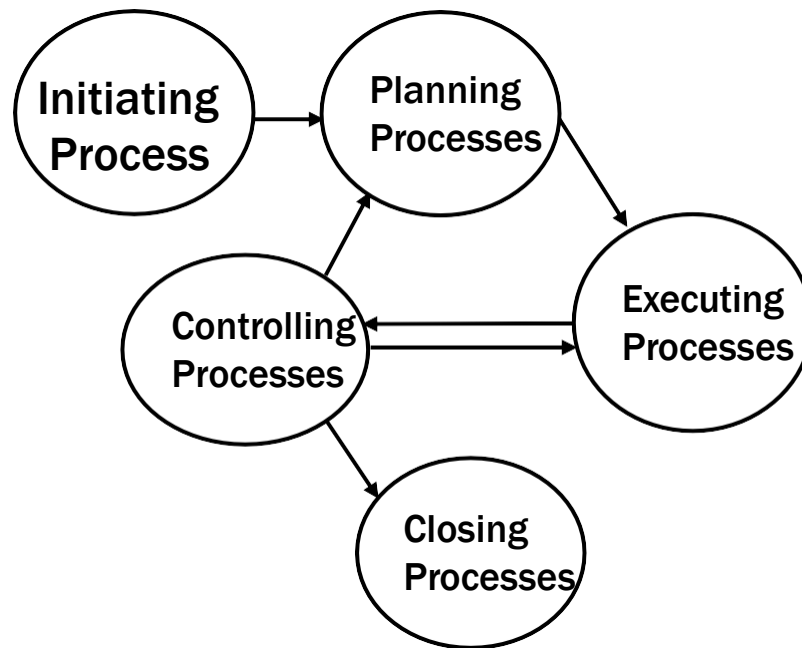 Initiating
Process
Planning
Processes
Controlling
Processes
Executing
Processes
Closing
Processes